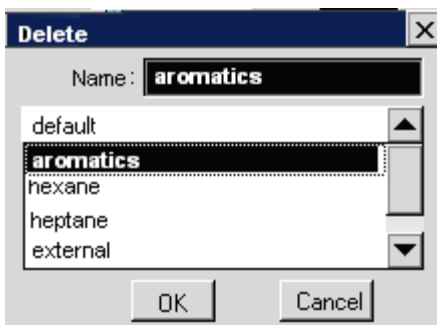 Delete
Name: aromatics
default
aromatics
hexane
heptane
external
OK Cancel